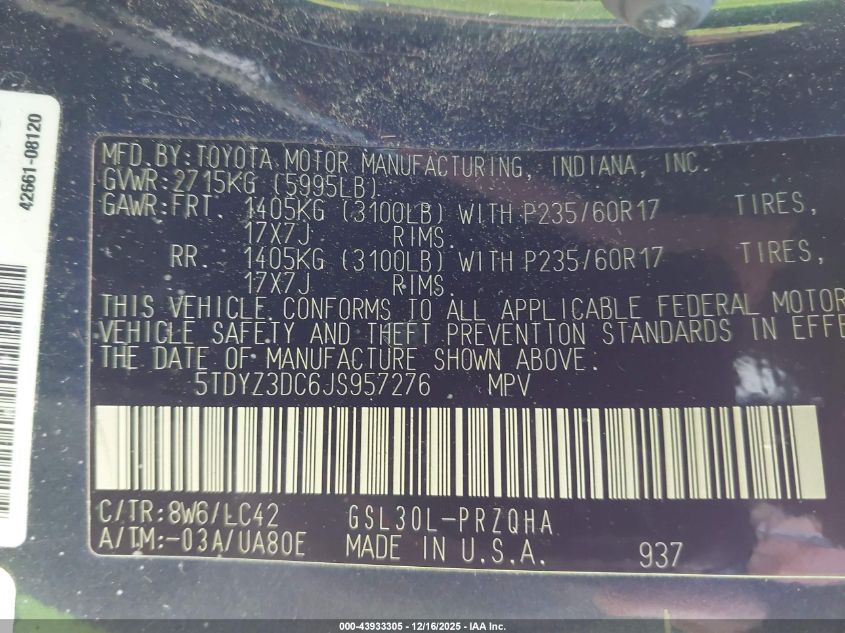 42661-08120
MFD.BY:TOYOTA MOTOR MANUFACTURING, INDIANA, INC.
GVWR:2715KG (5995LB)
GAWR:FRT. 1405KG (3100LB) WITH P235/60R17 TIRES,
17X7J RIMS.
RR. 1405KG (3100LB) WITH P235/60R17 TIRES,
17X7J RIMS.
THIS VEHICLE CONFORMS TO ALL APPLICABLE FEDERAL MOTOR
VEHICLE SAFETY AND THEFT PREVENTION STANDARDS IN EFFE
THE DATE OF MANUFACTURE SHOWN ABOVE.
5TDYZ3DC6JS957276 MPV
C/TR:8W6/LC42 GSL30L-PRZQHA
A/TM:-03A/UA80E MADE IN U.S.A. 937
000-43933305 - 12/16/2025 - IAA Inc.